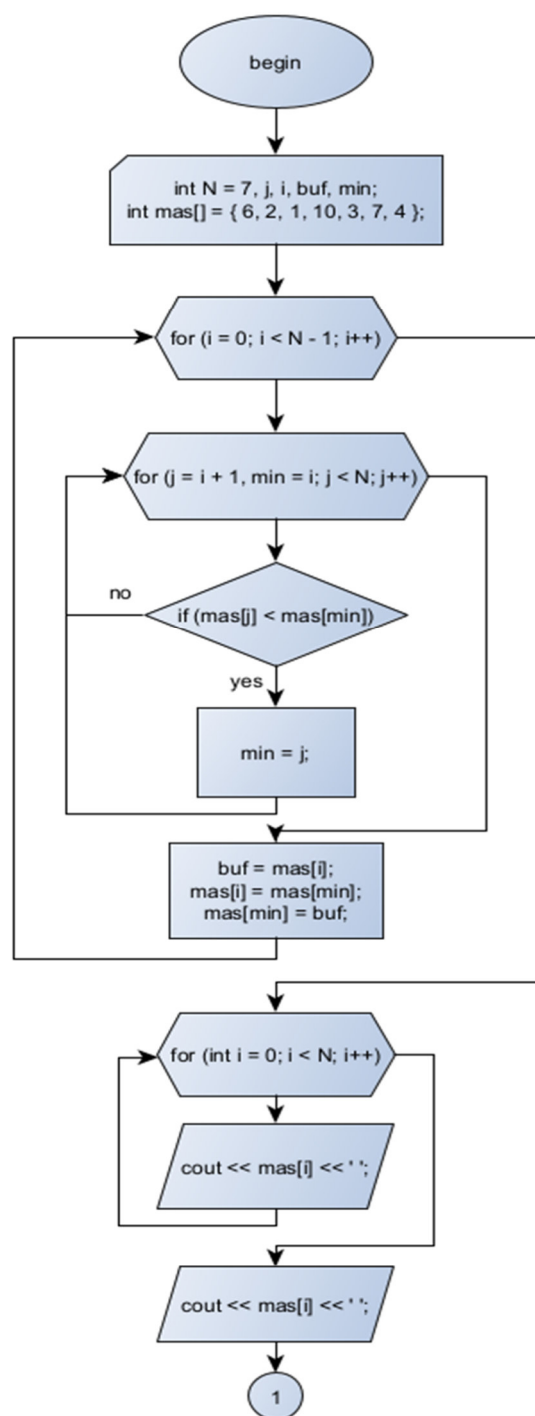 begin
int N = 7, j, i, buf, min;
int mas[] = { 6, 2, 1, 10, 3, 7, 4 };
for (i = 0; i < N - 1; i++)
for (j = i + 1, min = i; j < N; j++)
no
if (mas[j] < mas[min])
yes
min = j;
buf = mas[i];
mas[i] = mas[min];
mas[min] = buf;
for (int i = 0; i < N; i++)
cout << mas[i] << ' ';
cout << mas[i] << ' ';
1